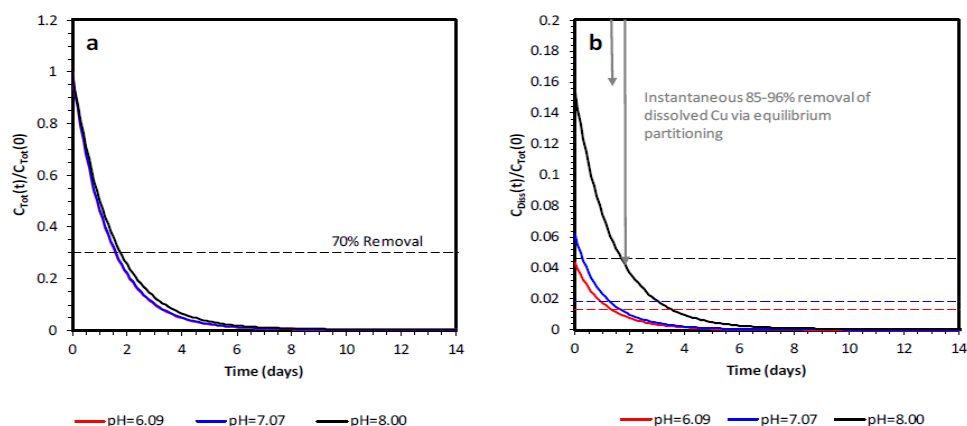 a
1.2
1
0.8
0.6
0.4
0.2
0
C_Tot(t)/C_Tot(0)
70% Removal
0 2 4 6 8 10 12 14
Time (days)
pH=6.09 pH=7.07 pH=8.00
b
0.2
0.18
0.16
0.14
0.12
0.1
0.08
0.06
0.04
0.02
0
C_Diss(t)/C_Tot(0)
Instantaneous 85-96% removal of
dissolved Cu via equilibrium
partitioning
0 2 4 6 8 10 12 14
Time (days)
pH=6.09 pH=7.07 pH=8.00